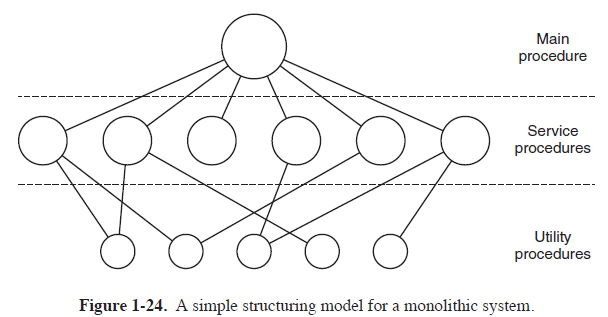 Main
procedure
Service
procedures
Utility
procedures
Figure 1-24. A simple structuring model for a monolithic system.